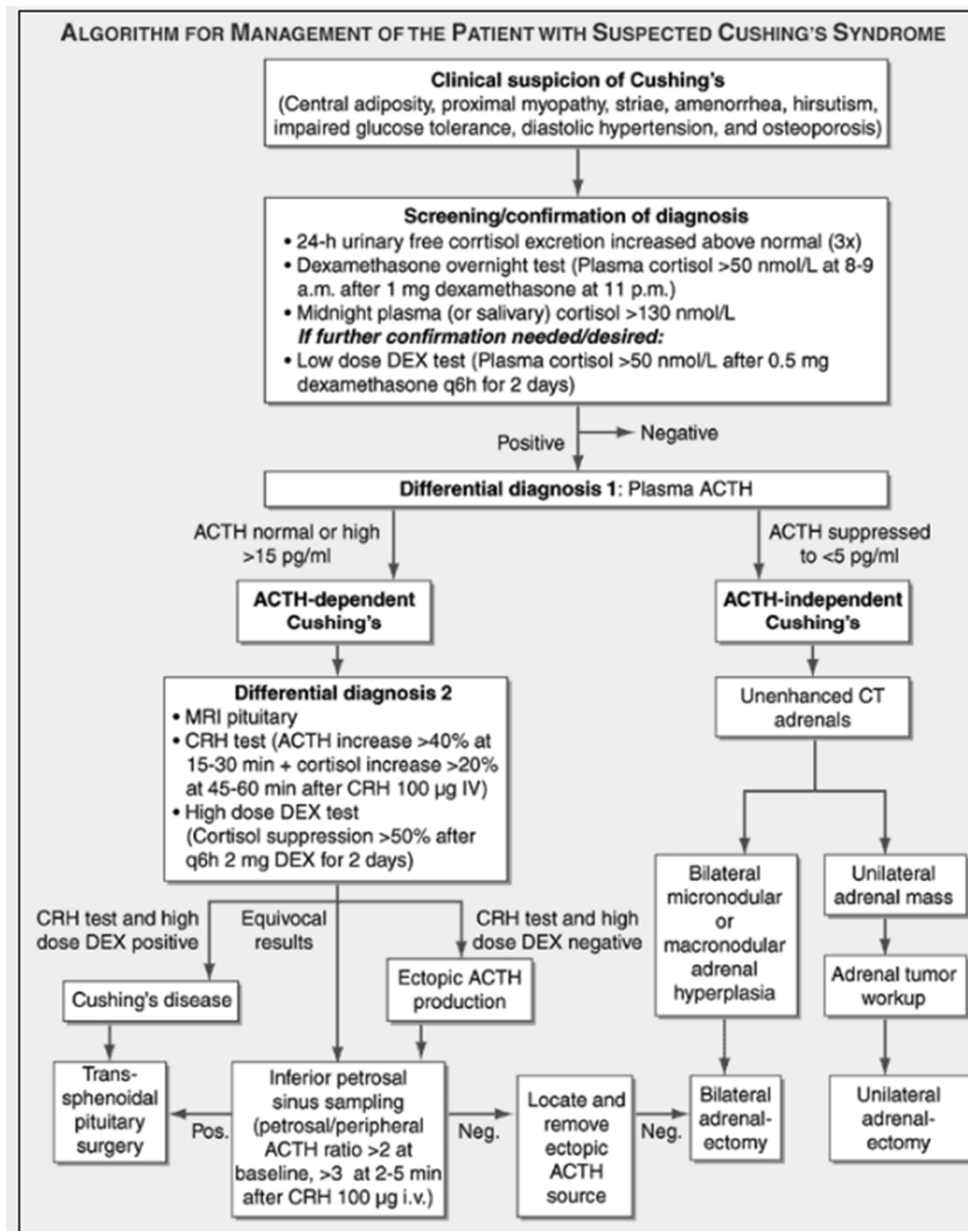 ALGORITHM FOR MANAGEMENT OF THE PATIENT WITH SUSPECTED CUSHING'S SYNDROME
Clinical suspicion of Cushing's
(Central adiposity, proximal myopathy, striae, amenorrhea, hirsutism,
impaired glucose tolerance, diastolic hypertension, and osteoporosis)
Screening/confirmation of diagnosis
• 24-h urinary free corrtisol excretion increased above normal (3x)
• Dexamethasone overnight test (Plasma cortisol >50 nmol/L at 8-9
a.m. after 1 mg dexamethasone at 11 p.m.)
• Midnight plasma (or salivary) cortisol >130 nmol/L
If further confirmation needed/desired:
• Low dose DEX test (Plasma cortisol >50 nmol/L after 0.5 mg
dexamethasone q6h for 2 days)
Positive
Negative
Differential diagnosis 1: Plasma ACTH
ACTH normal or high
>15 pg/ml
ACTH suppressed
to <5 pg/ml
ACTH-dependent
Cushing's
ACTH-independent
Cushing's
Differential diagnosis 2
• MRI pituitary
• CRH test (ACTH increase >40% at
15-30 min + cortisol increase >20%
at 45-60 min after CRH 100 µg IV)
• High dose DEX test
(Cortisol suppression >50% after
q6h 2 mg DEX for 2 days)
Unenhanced CT
adrenals
CRH test and high
dose DEX positive
Equivocal
results
CRH test and high
dose DEX negative
Bilateral
micronodular
or
macronodular
adrenal
hyperplasia
Unilateral
adrenal mass
Cushing's disease
Ectopic ACTH
production
Adrenal tumor
workup
Trans-
sphenoidal
pituitary
surgery
Pos.
Inferior petrosal
sinus sampling
(petrosal/peripheral
ACTH ratio >2 at
baseline, >3 at 2-5 min
after CRH 100 µg i.v.)
Neg.
Locate and
remove
ectopic
ACTH
source
Neg.
Bilateral
adrenal-
ectomy
Unilateral
adrenal-
ectomy